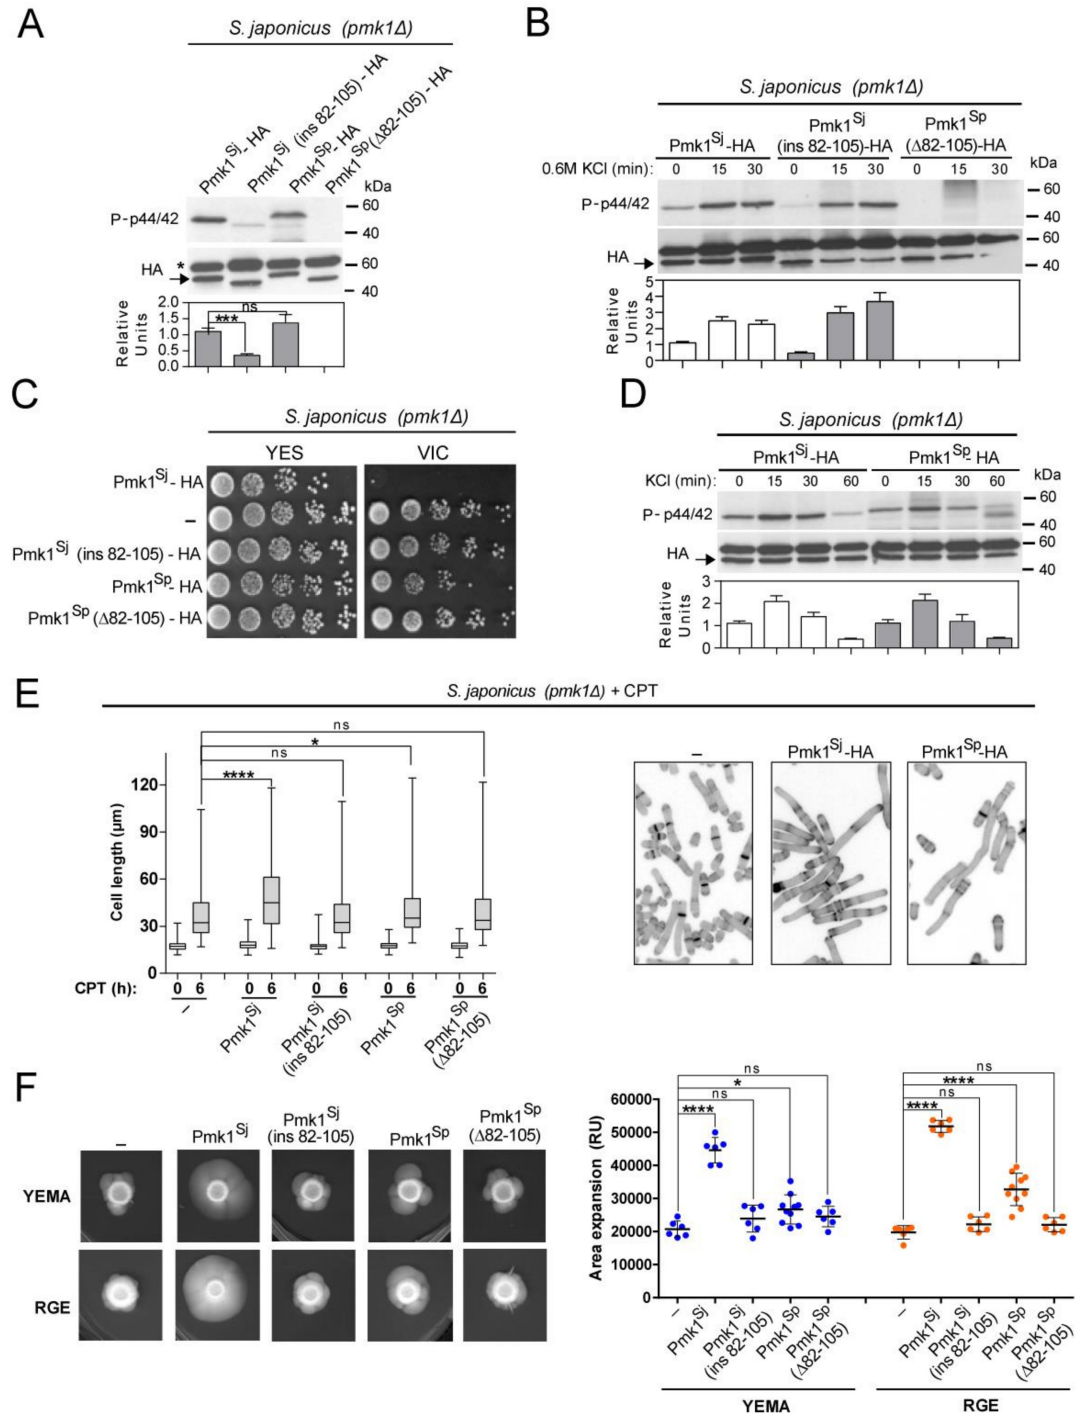 A
S. japonicus (pmk1Δ)
Pmk1Sj- HA
Pmk1Sj (ins 82-105) - HA
Pmk1Sp- HA
Pmk1Sp(Δ82-105) - HA
kDa
P-p44/42
60
40
HA
*
60
40
Relative Units
2.0
1.5
1.0
0.5
0.0
ns
***
B
S. japonicus (pmk1Δ)
Pmk1Sj-HA
Pmk1Sj (ins 82-105)-HA
Pmk1Sp (Δ82-105)-HA
0.6M KCl (min): 0 15 30 0 15 30 0 15 30
kDa
P-p44/42
60
40
HA
60
40
Relative Units
5
4
3
2
1
0
C
S. japonicus (pmk1Δ)
YES VIC
Pmk1Sj- HA
–
Pmk1Sj (ins 82-105) - HA
Pmk1Sp- HA
Pmk1Sp(Δ82-105) - HA
D
S. japonicus (pmk1Δ)
Pmk1Sj-HA Pmk1Sp- HA
KCl (min): 0 15 30 60 0 15 30 60
kDa
P- p44/42
60
40
HA
60
40
Relative Units
3
2
1
0
E
S. japonicus (pmk1Δ) + CPT
ns
*
ns
****
Cell length (µm)
120
90
60
30
0
CPT (h): 0 6 0 6 0 6 0 6 0 6
–
Pmk1Sj
Pmk1Sj (ins 82-105)
Pmk1Sp
Pmk1Sp (Δ82-105)
– Pmk1Sj-HA Pmk1Sp-HA
F
– Pmk1Sj Pmk1Sj (ins 82-105) Pmk1Sp Pmk1Sp (Δ82-105)
YEMA
RGE
Area expansion (RU)
60000
50000
40000
30000
20000
10000
0
ns
*
ns
****
ns
****
ns
****
–
Pmk1Sj
Pmk1Sj (ins 82-105)
Pmk1Sp
Pmk1Sp (Δ82-105)
–
Pmk1Sj
Pmk1Sj (ins 82-105)
Pmk1Sp
Pmk1Sp (Δ82-105)
YEMA RGE